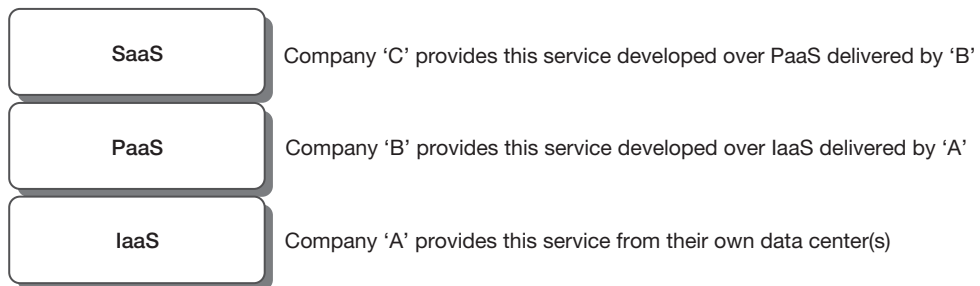 SaaS Company ‘C’ provides this service developed over PaaS delivered by ‘B’
PaaS Company ‘B’ provides this service developed over IaaS delivered by ‘A’
IaaS Company ‘A’ provides this service from their own data center(s)